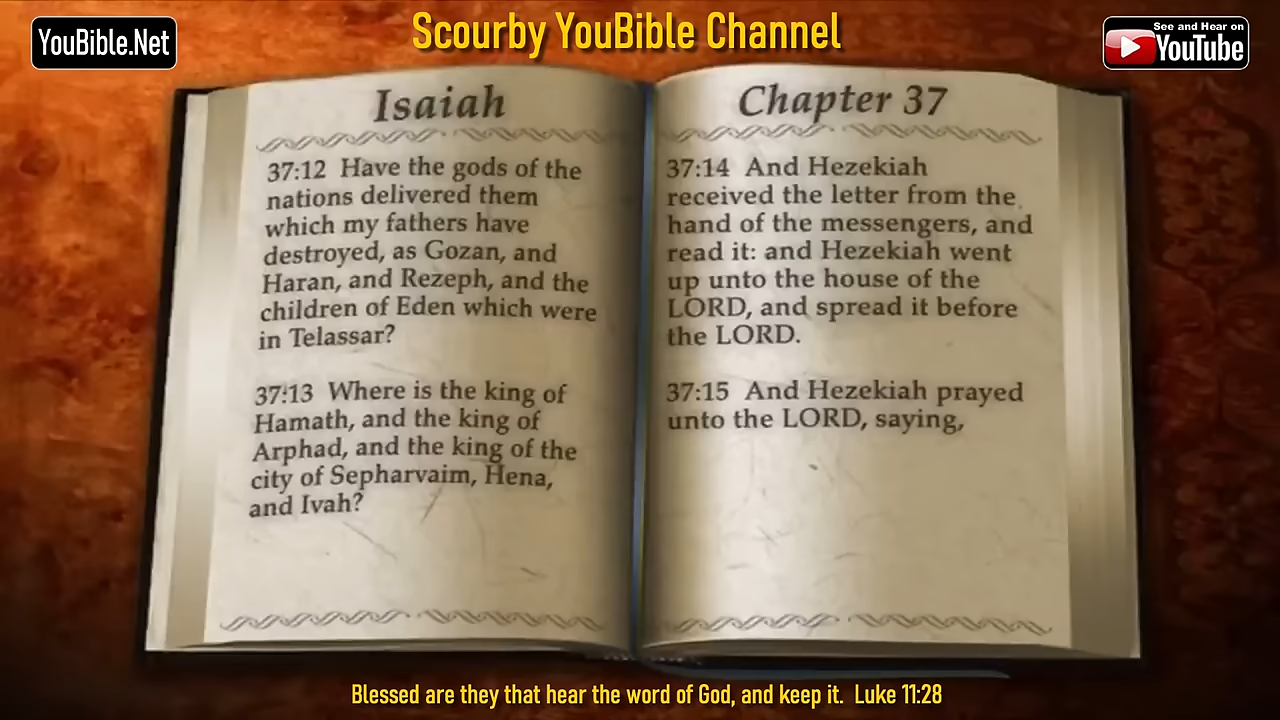 YouBible.Net
Scourby YouBible Channel
See and Hear on
YouTube
Isaiah
37:12 Have the gods of the
nations delivered them
which my fathers have
destroyed, as Gozan, and
Haran, and Rezeph, and the
children of Eden which were
in Telassar?
37:13 Where is the king of
Hamath, and the king of
Arphad, and the king of the
city of Sepharvaim, Hena,
and Ivah?
Chapter 37
37:14 And Hezekiah
received the letter from the
hand of the messengers, and
read it: and Hezekiah went
up unto the house of the
LORD, and spread it before
the LORD.
37:15 And Hezekiah prayed
unto the LORD, saying,
Blessed are they that hear the word of God, and keep it. Luke 11:28